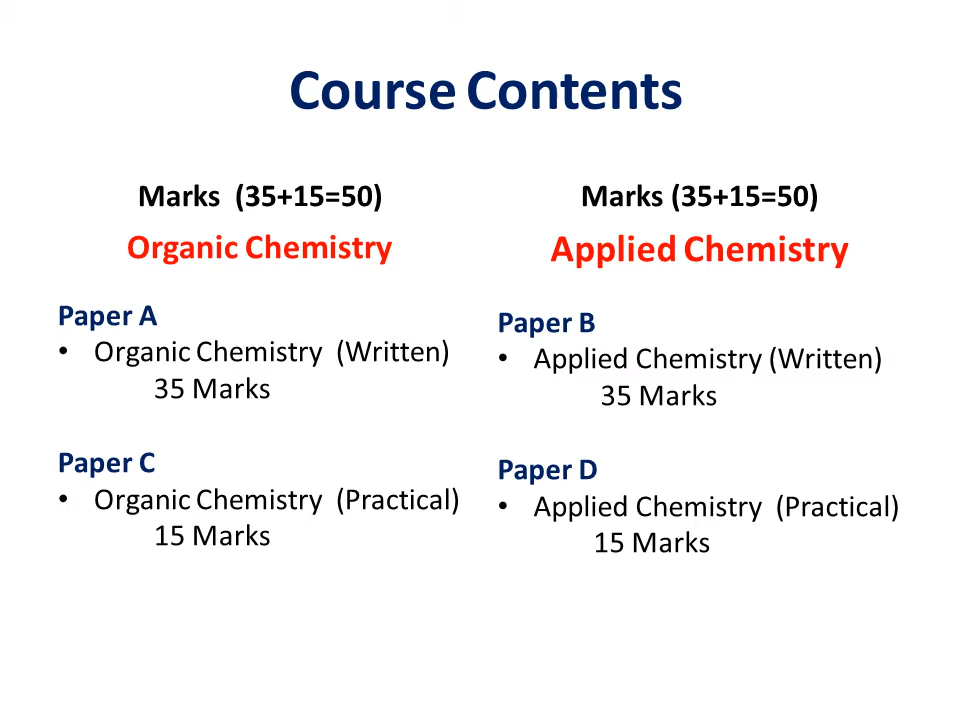 Course Contents
Marks  (35+15=50)
Organic Chemistry
Paper A
• Organic Chemistry  (Written)
35 Marks
Paper C
• Organic Chemistry  (Practical)
15 Marks
Marks (35+15=50)
Applied Chemistry
Paper B
• Applied Chemistry (Written)
35 Marks
Paper D
• Applied Chemistry  (Practical)
15 Marks